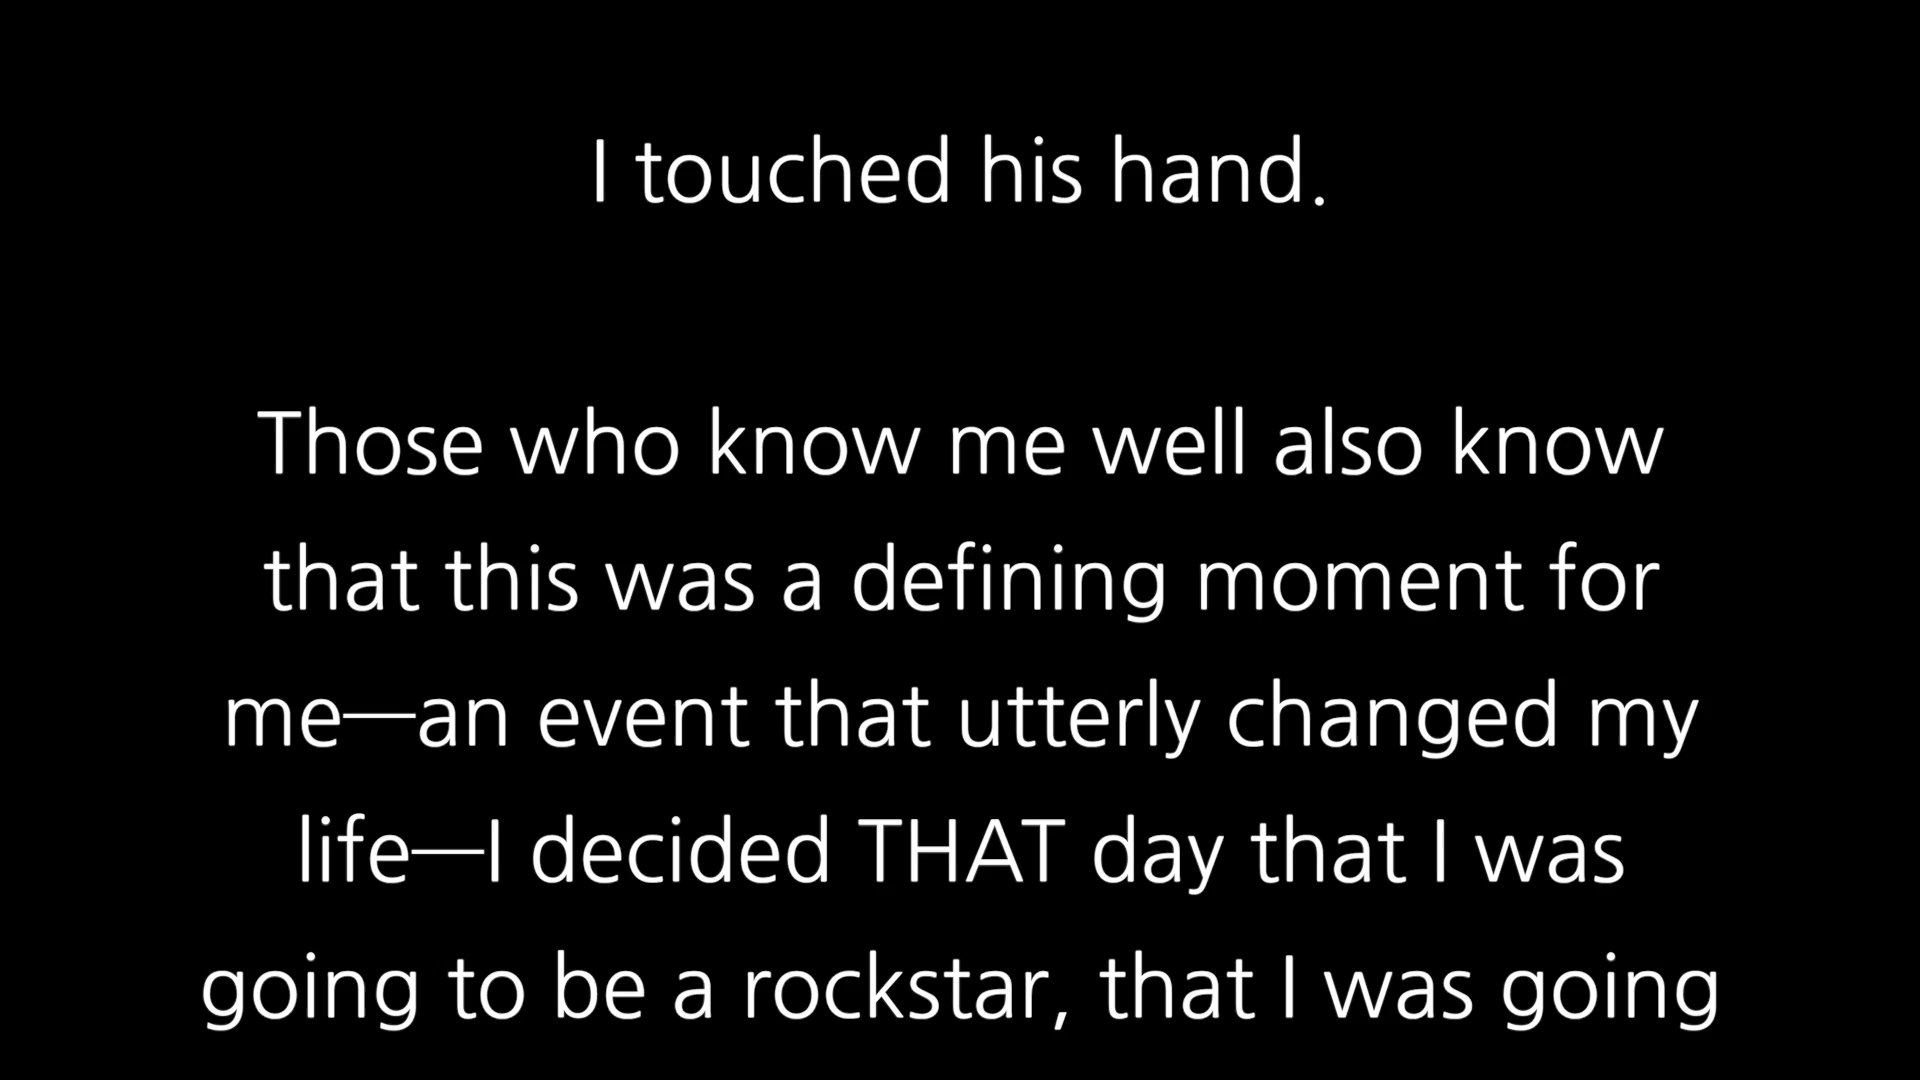 I touched his hand.
Those who know me well also know
that this was a defining moment for
me—an event that utterly changed my
life—I decided THAT day that I was
going to be a rockstar, that I was going